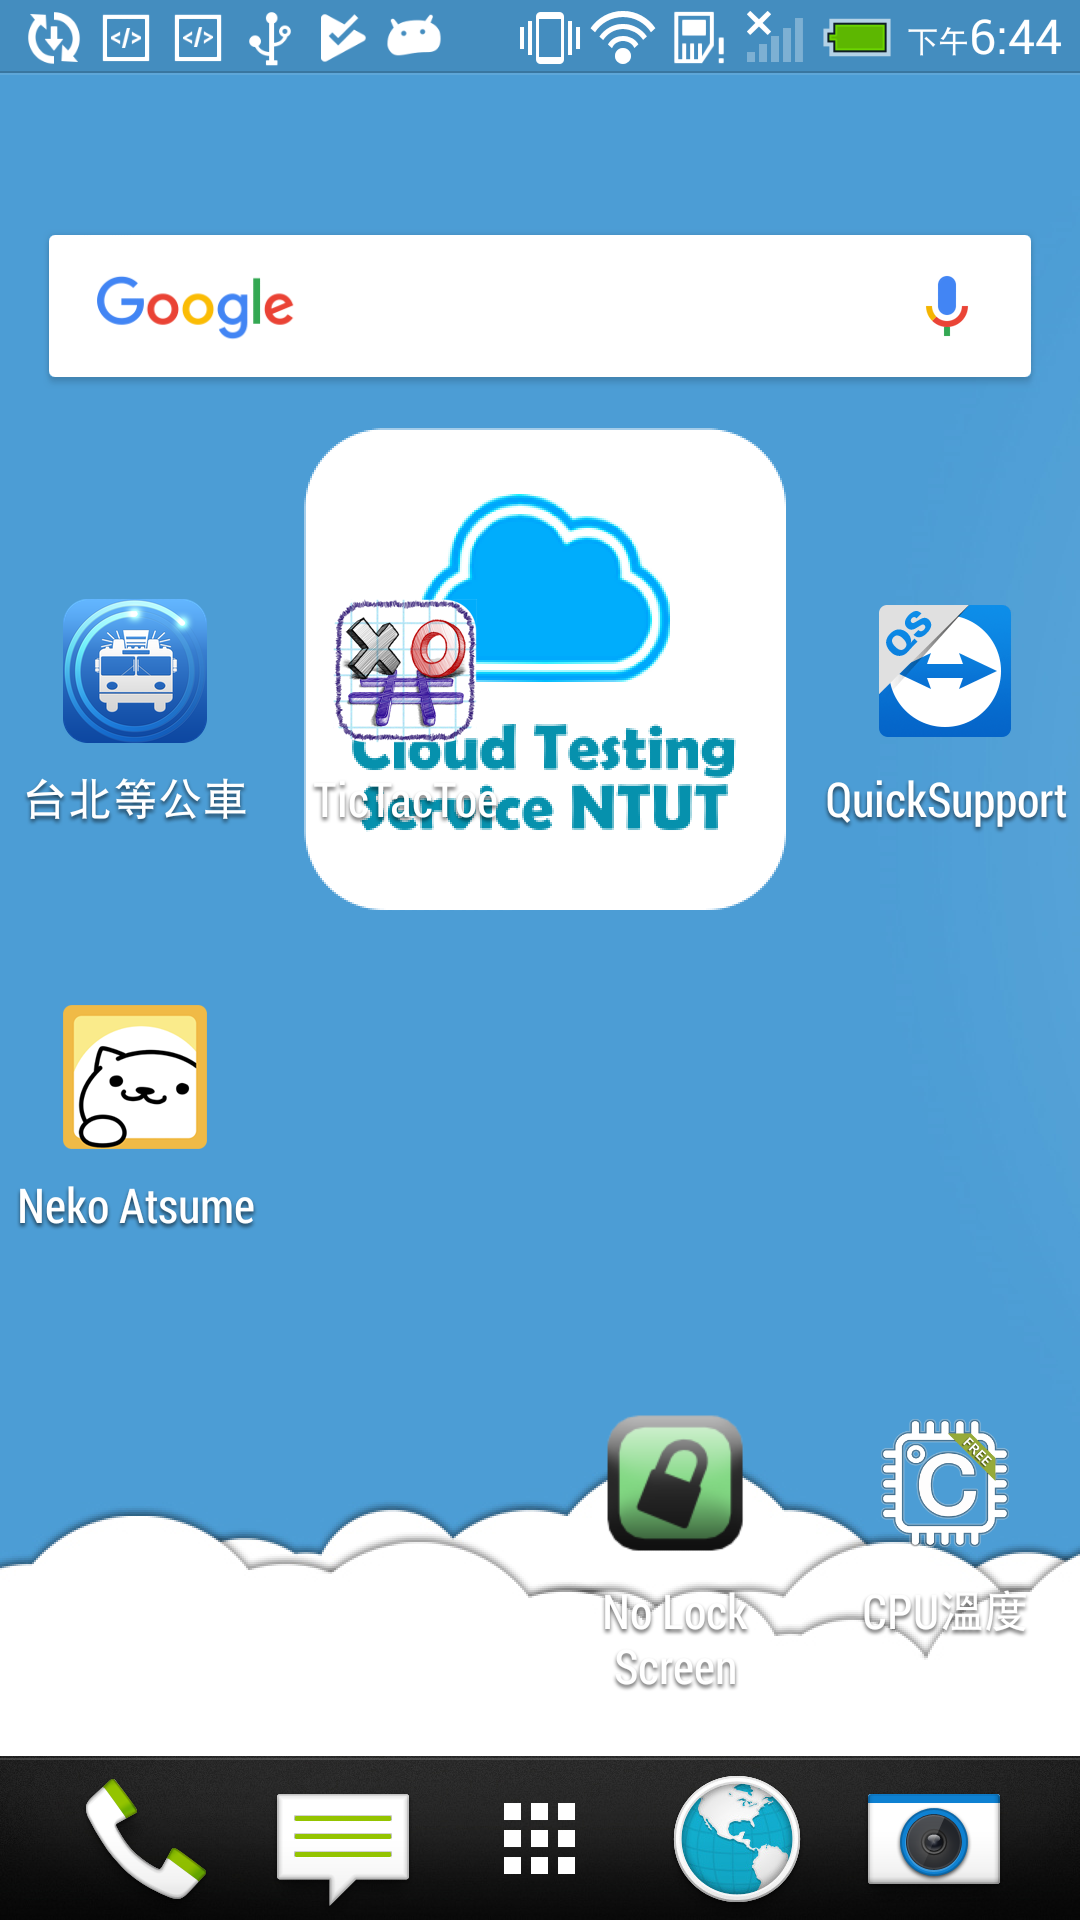 下午6:44
Google
QS
Cloud Testing
Service NTUT
台北等公車
TicTacToe
QuickSupport
Neko Atsume
FREE
C
No Lock
Screen
CPU溫度